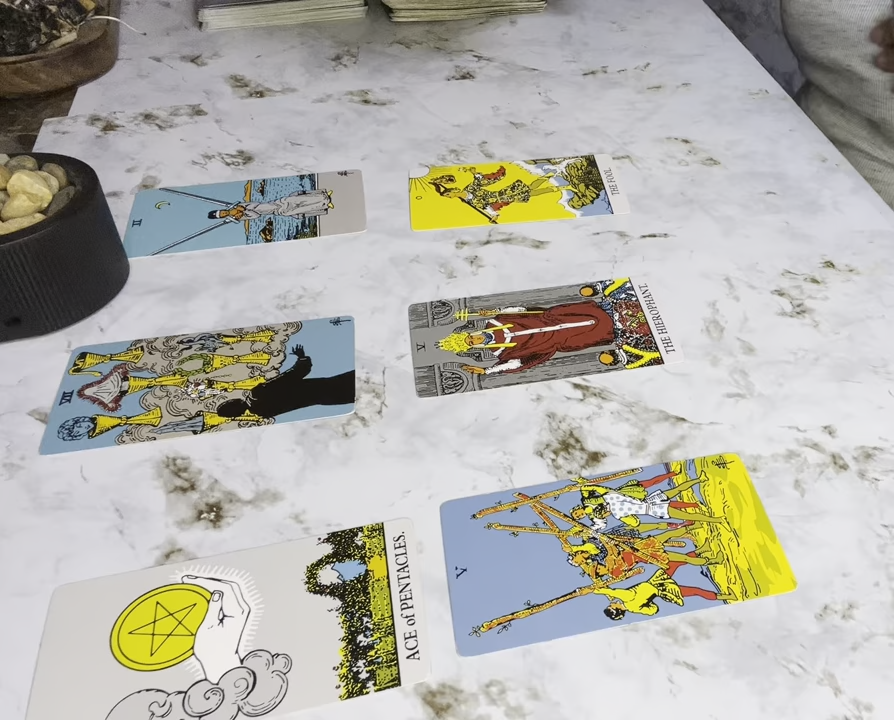 II
THE FOOL.
V
THE HIEROPHANT.
VII
V
ACE of PENTACLES.